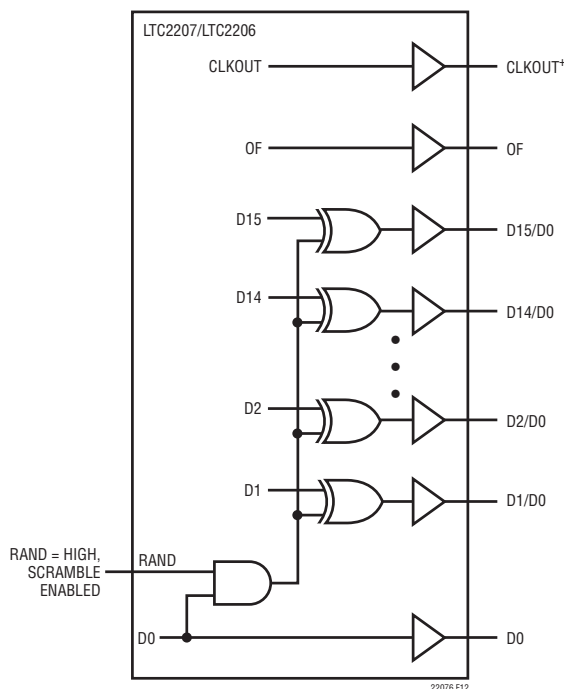 LTC2207/LTC2206
CLKOUT
CLKOUT+
OF
OF
D15
D15/D0
D14
D14/D0
D2
D2/D0
D1
D1/D0
RAND = HIGH,
SCRAMBLE
ENABLED
RAND
D0
D0
22076 F12